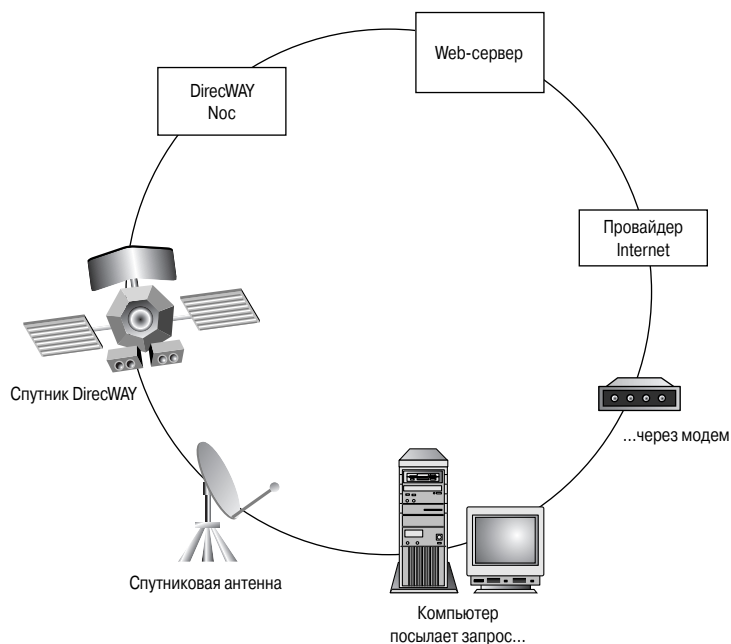 Web-сервер
DirecWAY
Noc
Провайдер
Internet
Спутник DirecWAY
...через модем
Спутниковая антенна
Компьютер
посылает запрос...